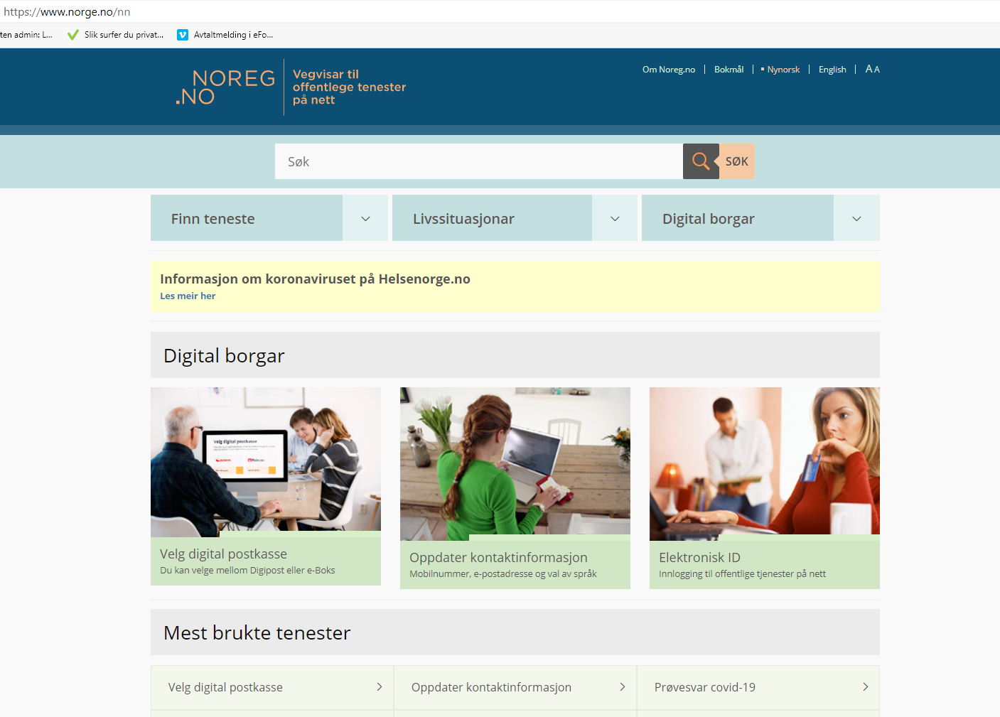 https://www.norge.no/nn
ten admin: L...
Slik surfer du privat...
Avtaltmelding i eFo...
NOREG
.NO
Vegvisar til
offentlege tenester
på nett
Om Noreg.no
Bokmål
Nynorsk
English
A A
Søk
SØK
Finn teneste
Livssituasjonar
Digital borgar
Informasjon om koronaviruset på Helsenorge.no
Les meir her
Digital borgar
Velg digital postkasse
Velg digital postkasse
Du kan velge mellom Digipost eller e-Boks
Oppdater kontaktinformasjon
Mobilnummer, e-postadresse og val av språk
Elektronisk ID
Innlogging til offentlige tjenester på nett
Mest brukte tenester
Velg digital postkasse
Oppdater kontaktinformasjon
Prøvesvar covid-19